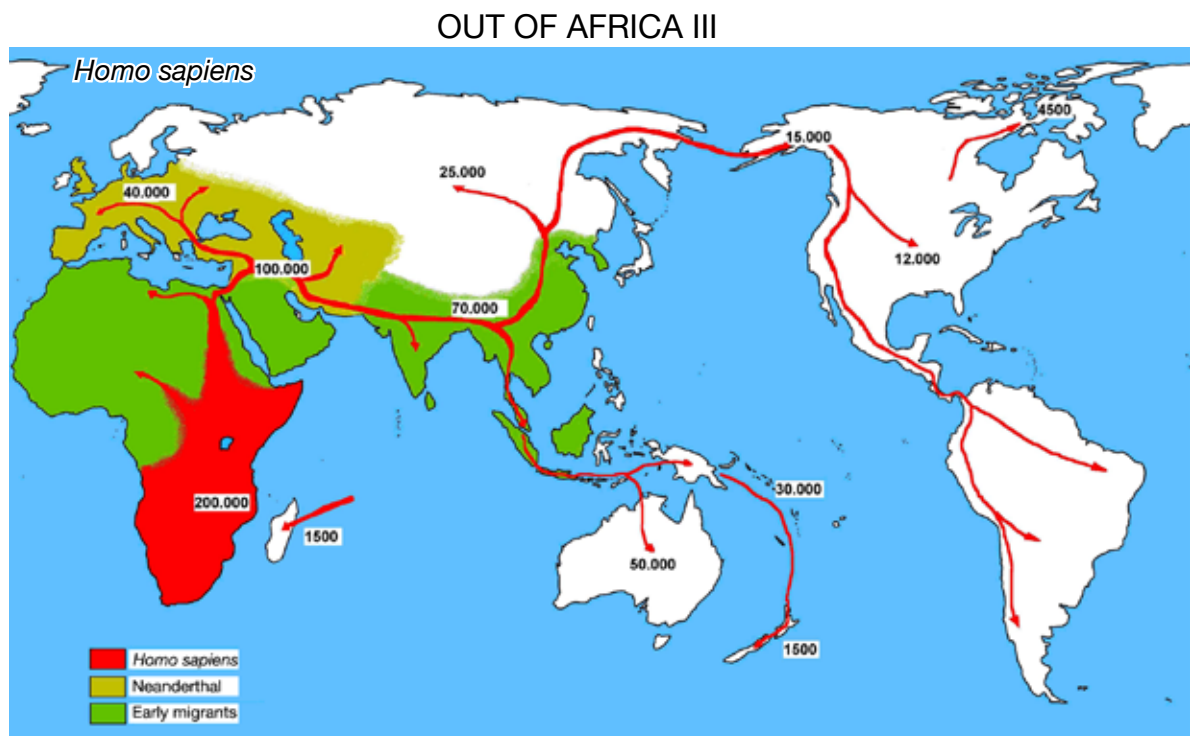 OUT OF AFRICA III
Homo sapiens
4500
15.000
25.000
40.000
12.000
100.000
70.000
30.000
200.000
1500
50.000
1500
Homo sapiens
Neanderthal
Early migrants